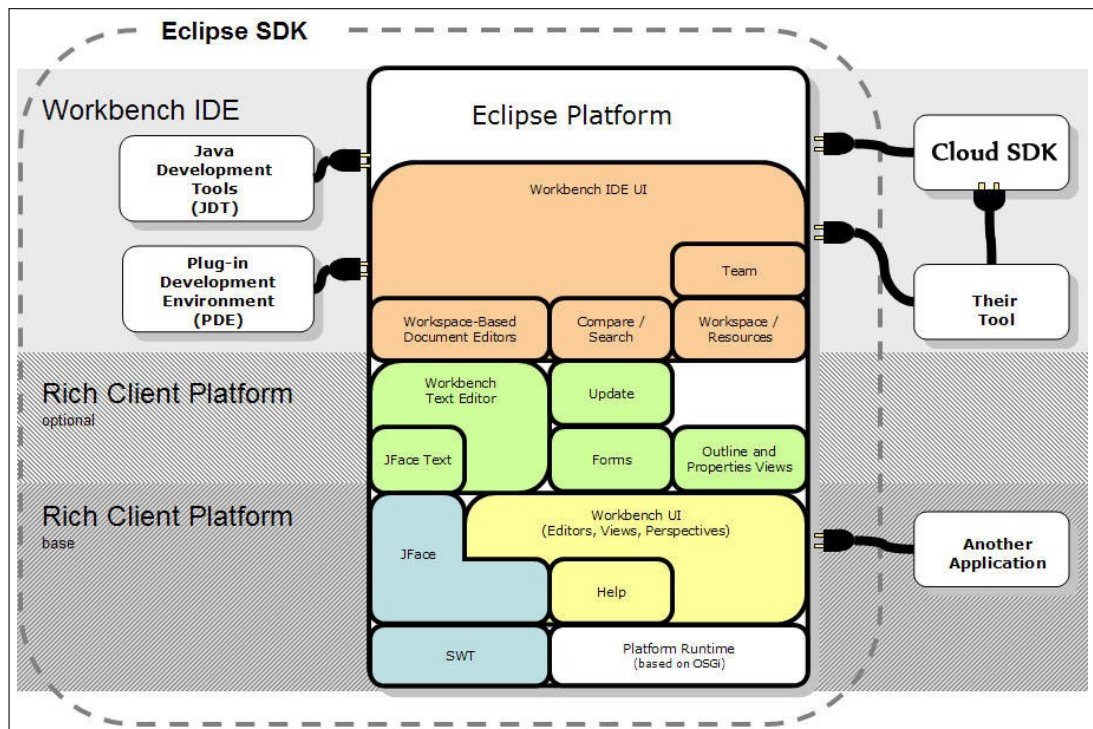 Eclipse SDK
Workbench IDE
Eclipse Platform
Java
Development
Tools
(JDT)
Cloud SDK
Workbench IDE UI
Plug-in
Development
Environment
(PDE)
Team
Their
Tool
Workspace-Based
Document Editors
Compare /
Search
Workspace /
Resources
Rich Client Platform
optional
Workbench
Text Editor
Update
JFace Text
Forms
Outline and
Properties Views
Rich Client Platform
base
Workbench UI
(Editors, Views, Perspectives)
JFace
Another
Application
Help
SWT
Platform Runtime
(based on OSGi)